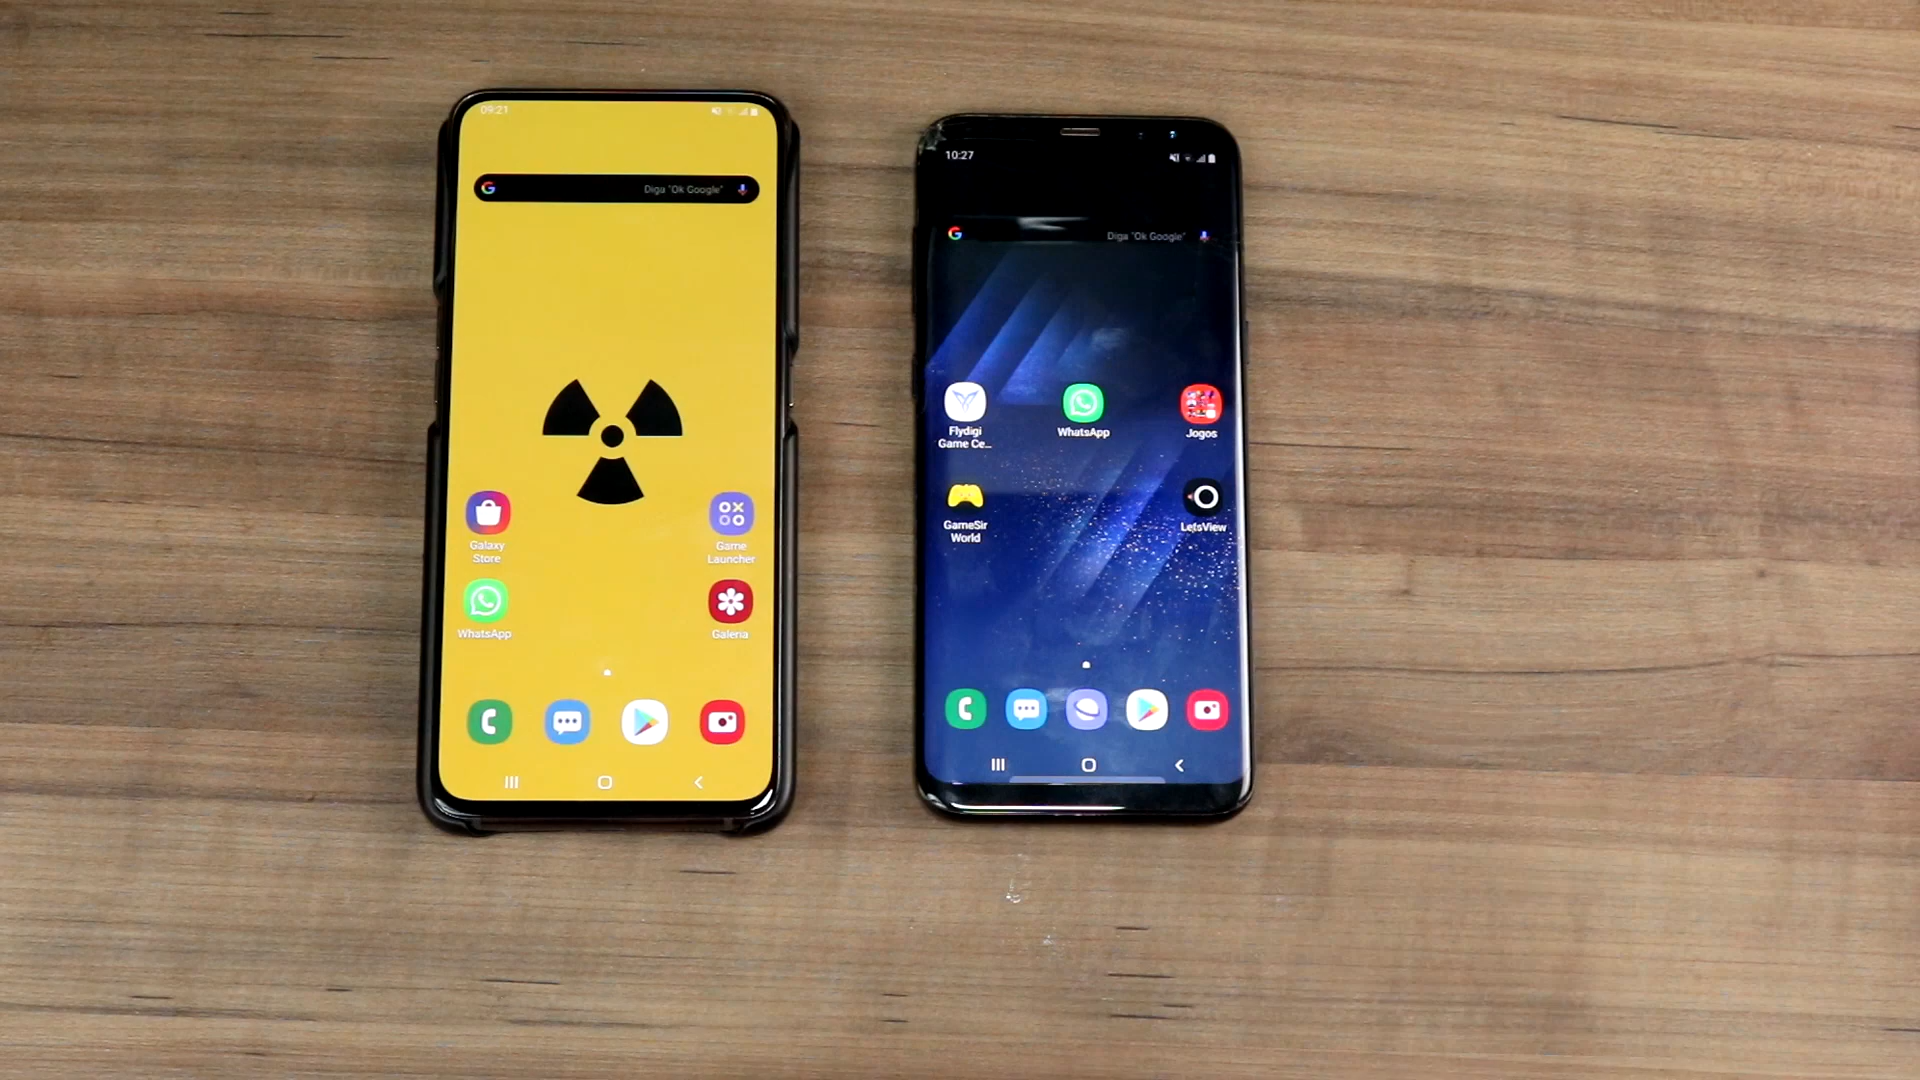 09:21
Diga "Ok Google"
Galaxy
Store
Game
Launcher
WhatsApp
Galeria
10:27
Diga "Ok Google"
Flydigi
Game Ce...
WhatsApp
Jogos
GameSir
World
LetsView